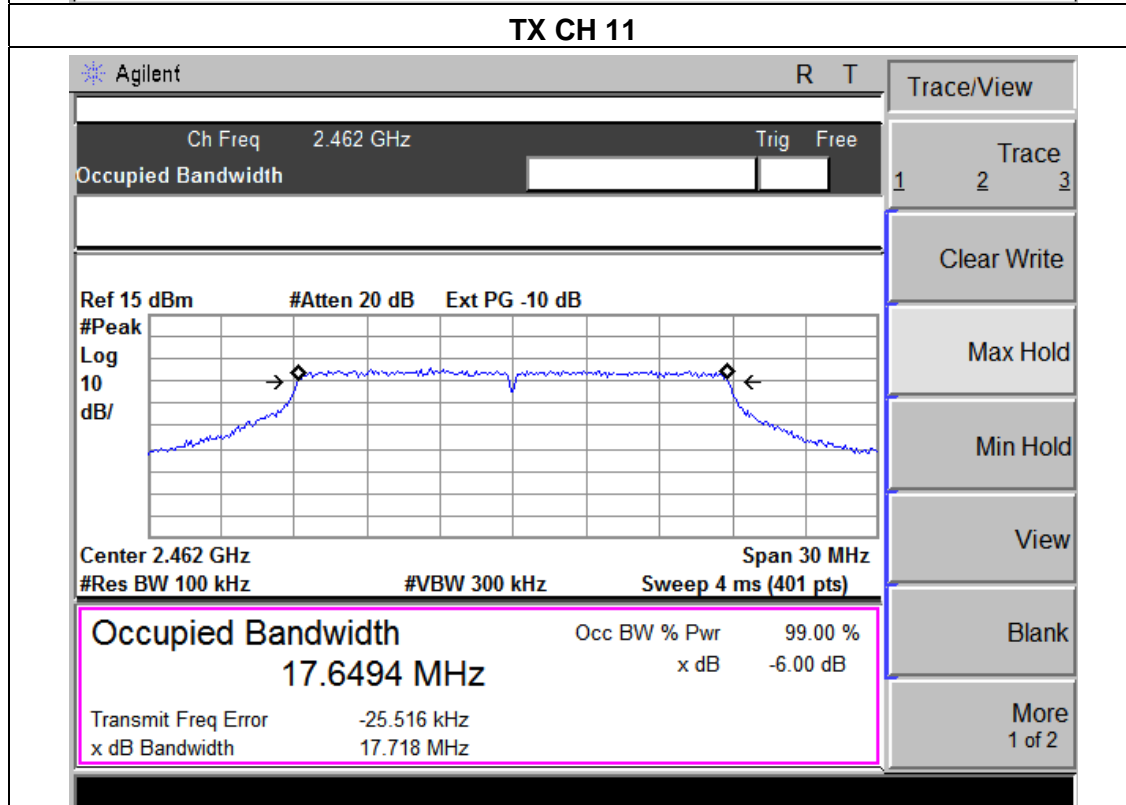 TX CH 11
Agilent R T
Trace/View
Ch Freq 2.462 GHz Trig Free
Occupied Bandwidth
Trace
1 2 3
Clear Write
Ref 15 dBm #Atten 20 dB Ext PG -10 dB
#Peak
Log
10
dB/
Max Hold
Min Hold
View
Center 2.462 GHz Span 30 MHz
#Res BW 100 kHz #VBW 300 kHz Sweep 4 ms (401 pts)
Occupied Bandwidth Occ BW % Pwr 99.00 %
17.6494 MHz x dB -6.00 dB
Transmit Freq Error -25.516 kHz
x dB Bandwidth 17.718 MHz
Blank
More
1 of 2